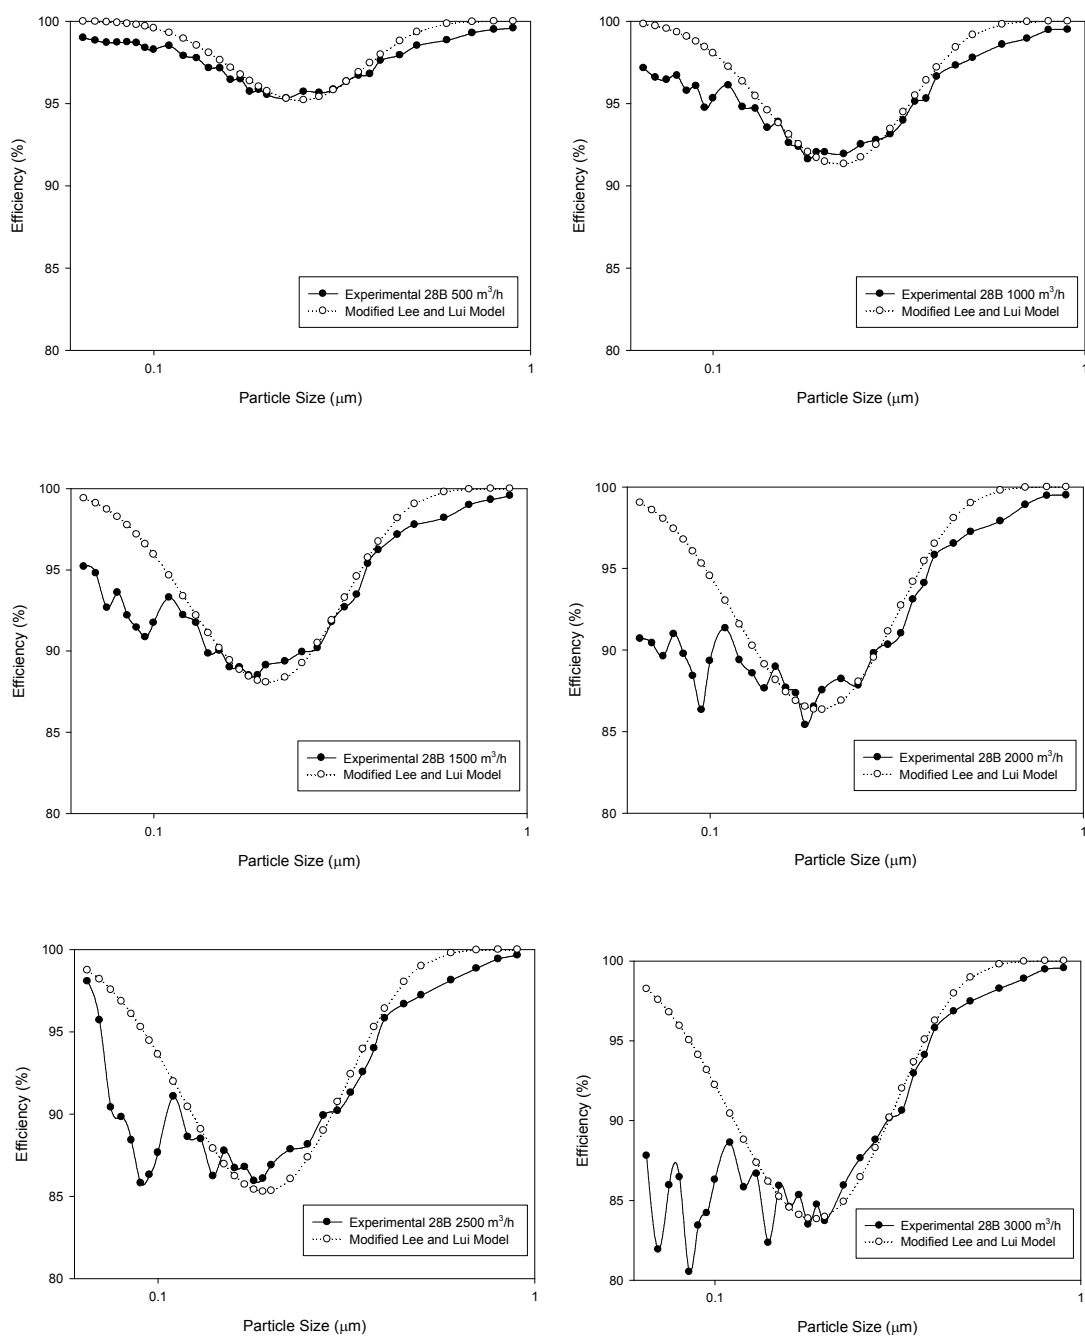 100
95
90
85
80
Efficiency (%)
Experimental 28B 500 m³/h
Modified Lee and Lui Model
0.1 1
Particle Size (μm)
100
95
90
85
80
Efficiency (%)
Experimental 28B 1000 m³/h
Modified Lee and Lui Model
0.1 1
Particle Size (μm)
100
95
90
85
80
Efficiency (%)
Experimental 28B 1500 m³/h
Modified Lee and Lui Model
0.1 1
Particle Size (μm)
100
95
90
85
80
Efficiency (%)
Experimental 28B 2000 m³/h
Modified Lee and Lui Model
0.1 1
Particle Size (μm)
100
95
90
85
80
Efficiency (%)
Experimental 28B 2500 m³/h
Modified Lee and Lui Model
0.1 1
Particle Size (μm)
100
95
90
85
80
Efficiency (%)
Experimental 28B 3000 m³/h
Modified Lee and Lui Model
0.1 1
Particle Size (μm)